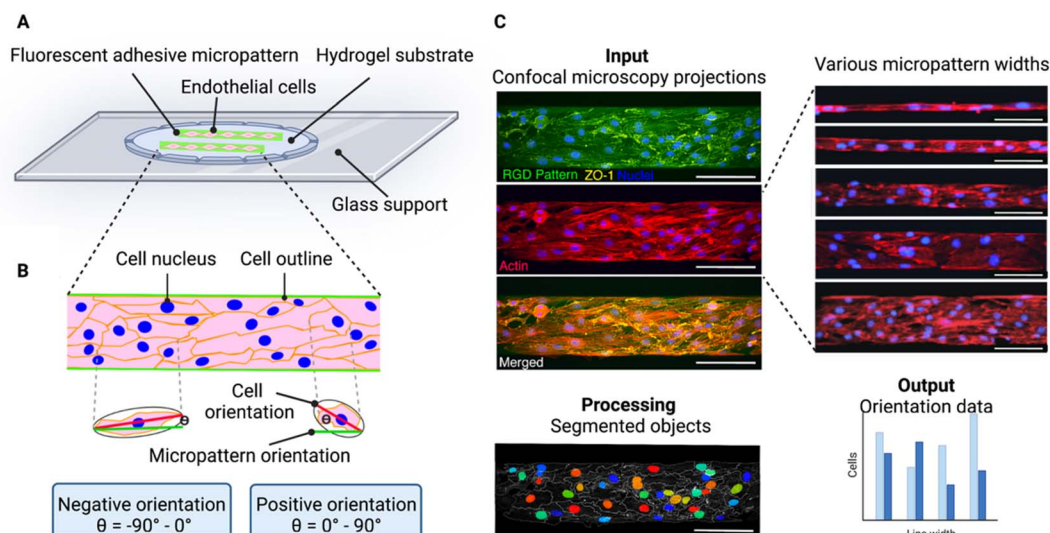 A
Fluorescent adhesive micropattern
Hydrogel substrate
Endothelial cells
Glass support
B
Cell nucleus
Cell outline
θ
Cell
orientation
θ
Micropattern orientation
Negative orientation
θ = -90° - 0°
Positive orientation
θ = 0° - 90°
C
Input
Confocal microscopy projections
RGD Pattern ZO-1 Nuclei
Actin
Merged
Various micropattern widths
Processing
Segmented objects
Output
Orientation data
Cells
Line width